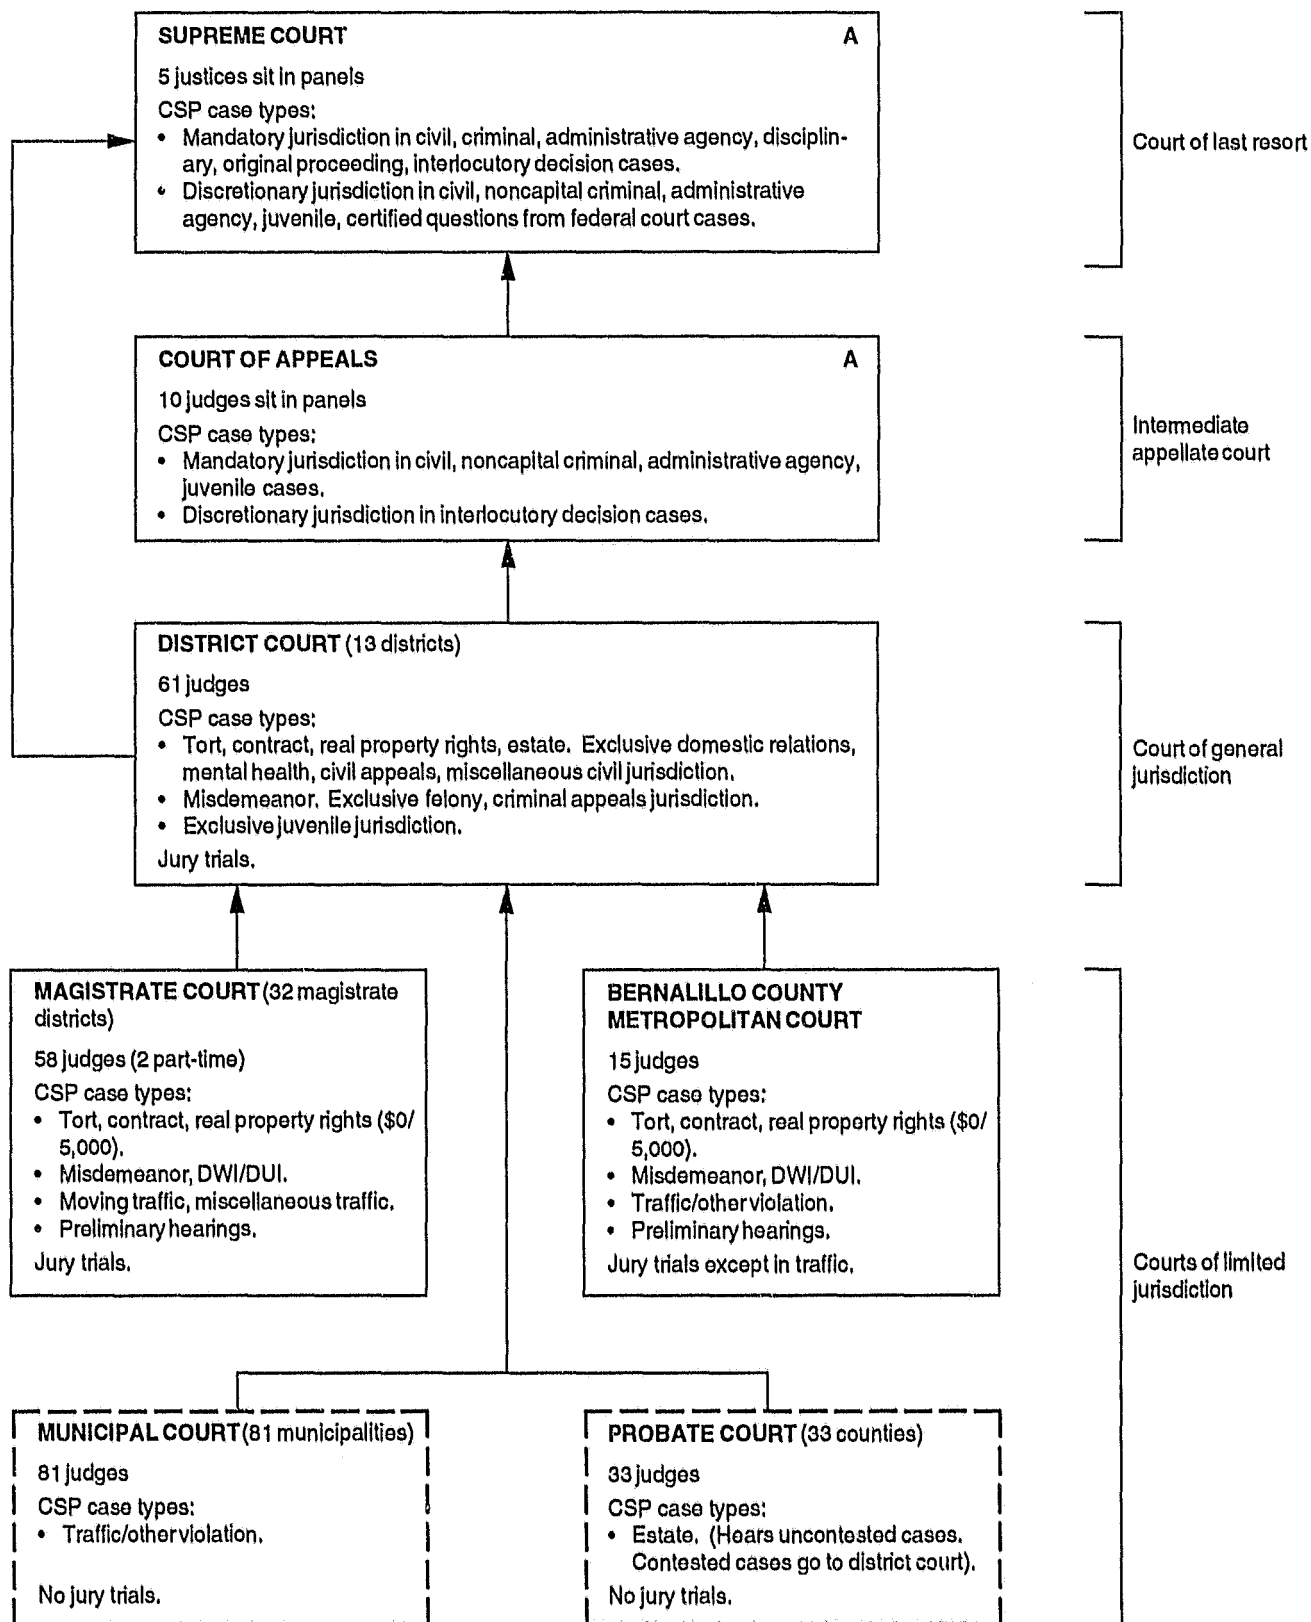 SUPREME COURT A
5 justices sit in panels
CSP case types:
• Mandatory jurisdiction in civil, criminal, administrative agency, disciplin-
ary, original proceeding, interlocutory decision cases.
• Discretionary jurisdiction in civil, noncapital criminal, administrative
agency, juvenile, certified questions from federal court cases.
Court of last resort
COURT OF APPEALS A
10 judges sit in panels
CSP case types:
• Mandatory jurisdiction in civil, noncapital criminal, administrative agency,
juvenile cases.
• Discretionary jurisdiction in interlocutory decision cases.
Intermediate
appellate court
DISTRICT COURT (13 districts)
61 judges
CSP case types:
• Tort, contract, real property rights, estate. Exclusive domestic relations,
mental health, civil appeals, miscellaneous civil jurisdiction.
• Misdemeanor. Exclusive felony, criminal appeals jurisdiction.
• Exclusive juvenile jurisdiction.
Jury trials.
Court of general
jurisdiction
MAGISTRATE COURT (32 magistrate
districts)
58 judges (2 part-time)
CSP case types:
• Tort, contract, real property rights ($0/
5,000).
• Misdemeanor, DWI/DUI.
• Moving traffic, miscellaneous traffic.
• Preliminary hearings.
Jury trials.
BERNALILLO COUNTY
METROPOLITAN COURT
15 judges
CSP case types:
• Tort, contract, real property rights ($0/
5,000).
• Misdemeanor, DWI/DUI.
• Traffic/other violation.
• Preliminary hearings.
Jury trials except in traffic.
Courts of limited
jurisdiction
MUNICIPAL COURT (81 municipalities)
81 judges
CSP case types:
• Traffic/other violation.
No jury trials.
PROBATE COURT (33 counties)
33 judges
CSP case types:
• Estate. (Hears uncontested cases.
Contested cases go to district court).
No jury trials.